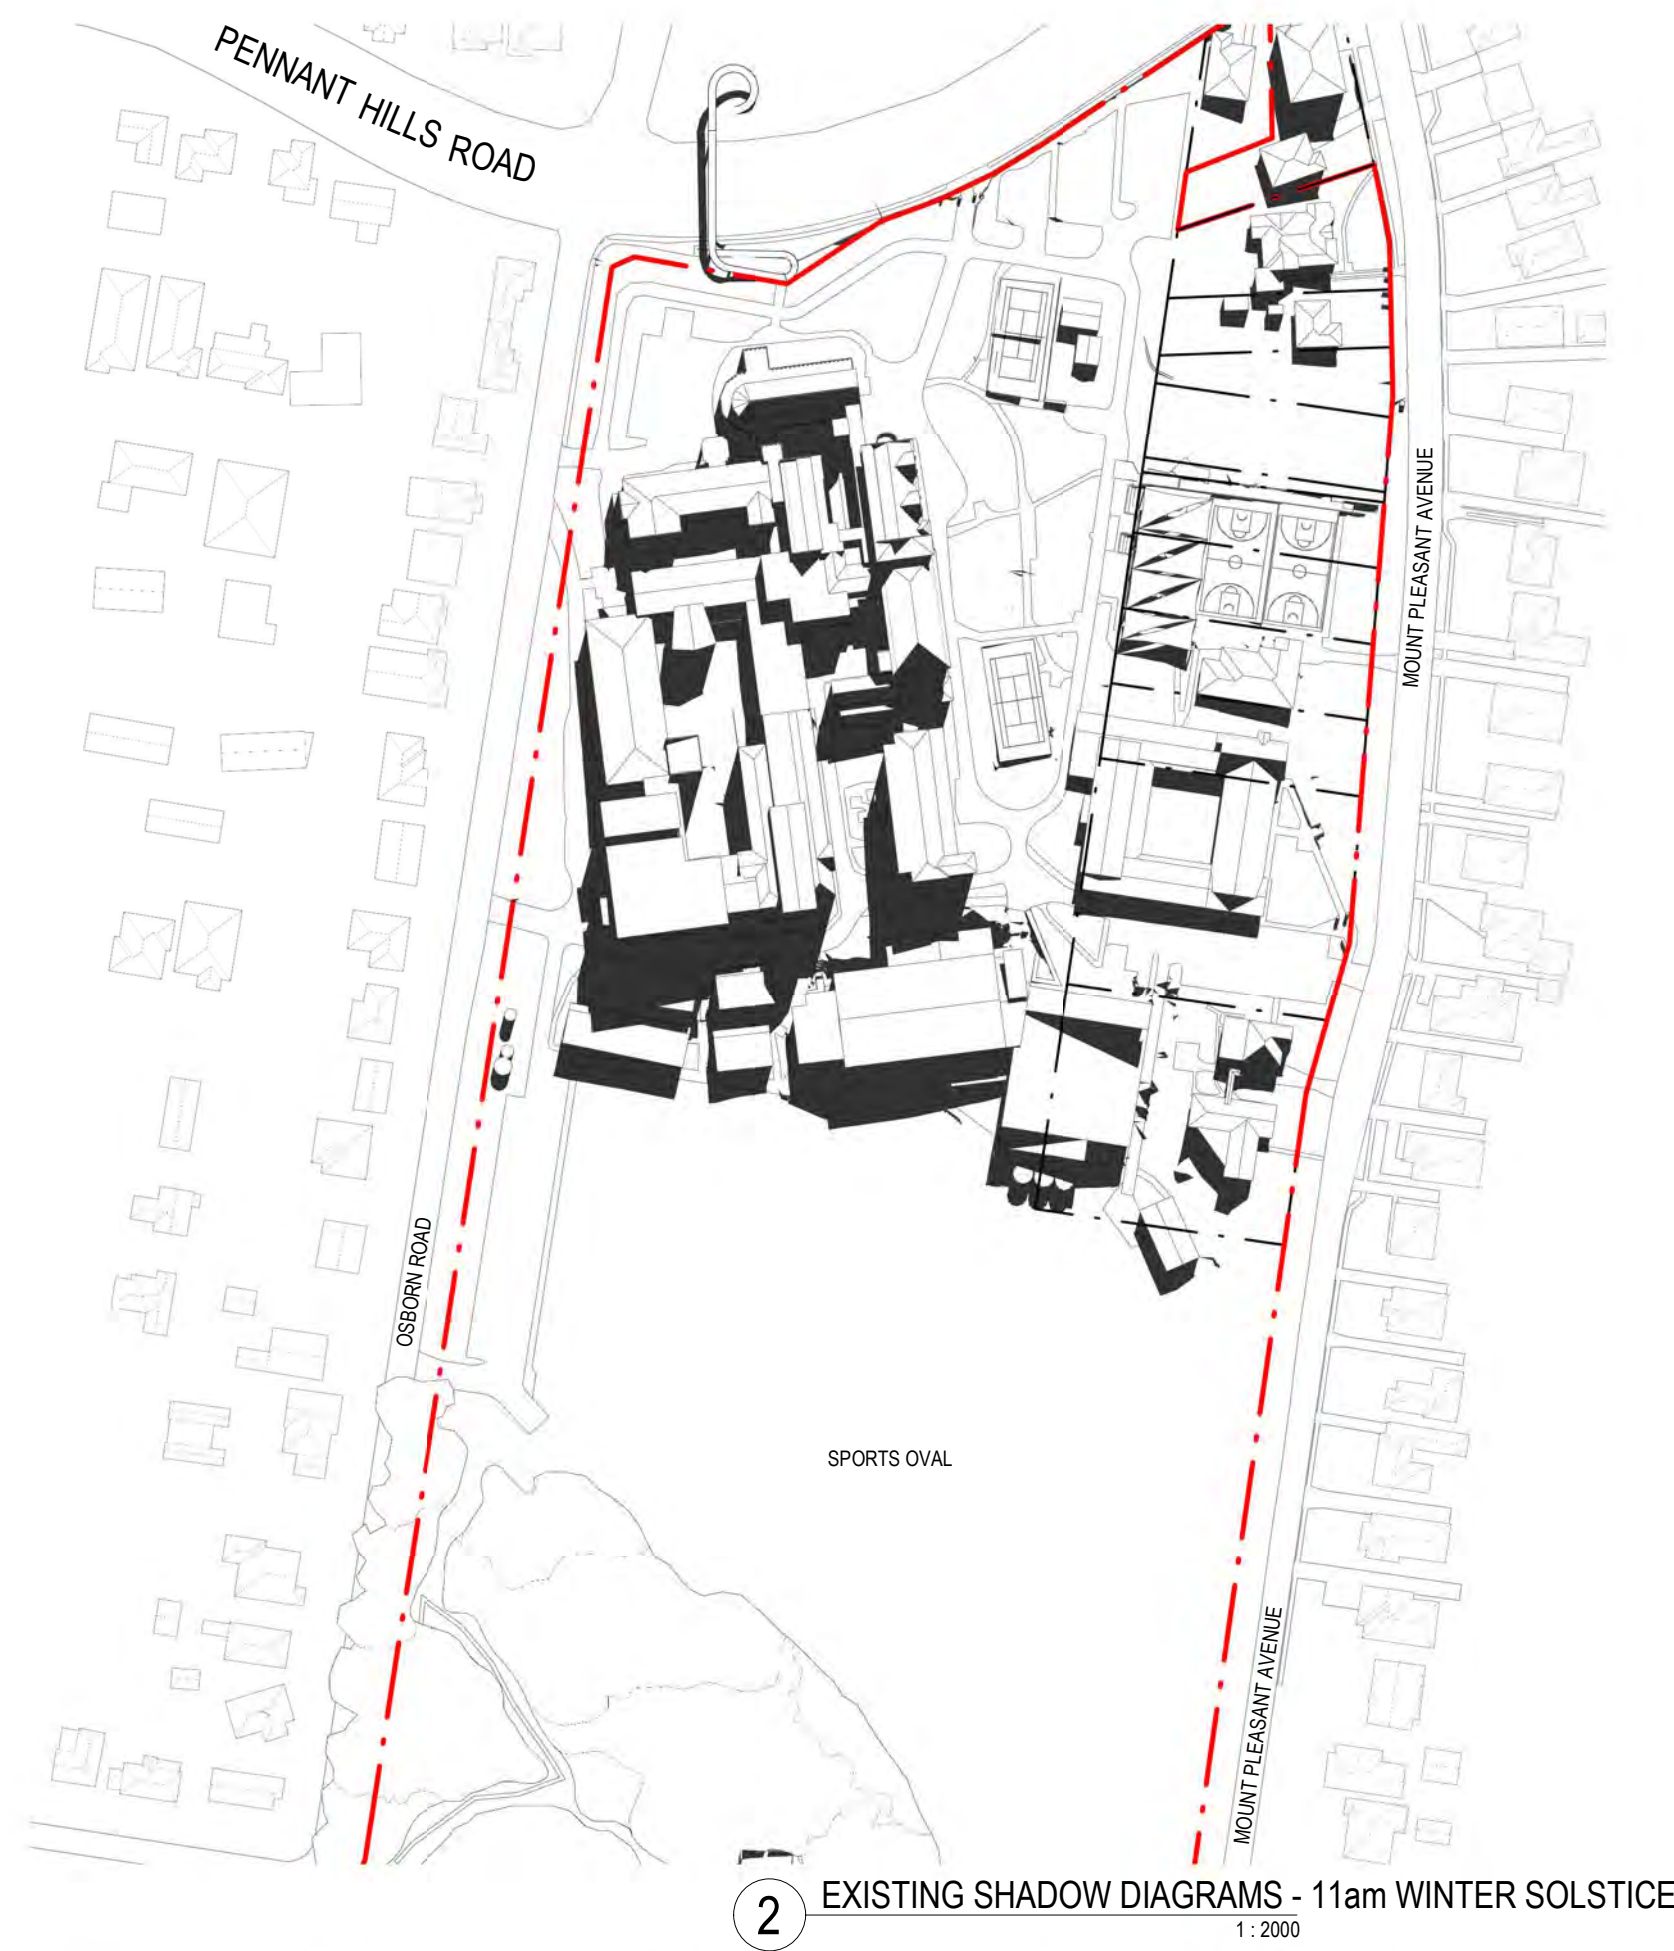 PENNANT HILLS ROAD
MOUNT PLEASANT AVENUE
OSBORN ROAD
SPORTS OVAL
MOUNT PLEASANT AVENUE
2
EXISTING SHADOW DIAGRAMS - 11am WINTER SOLSTICE
1 : 2000